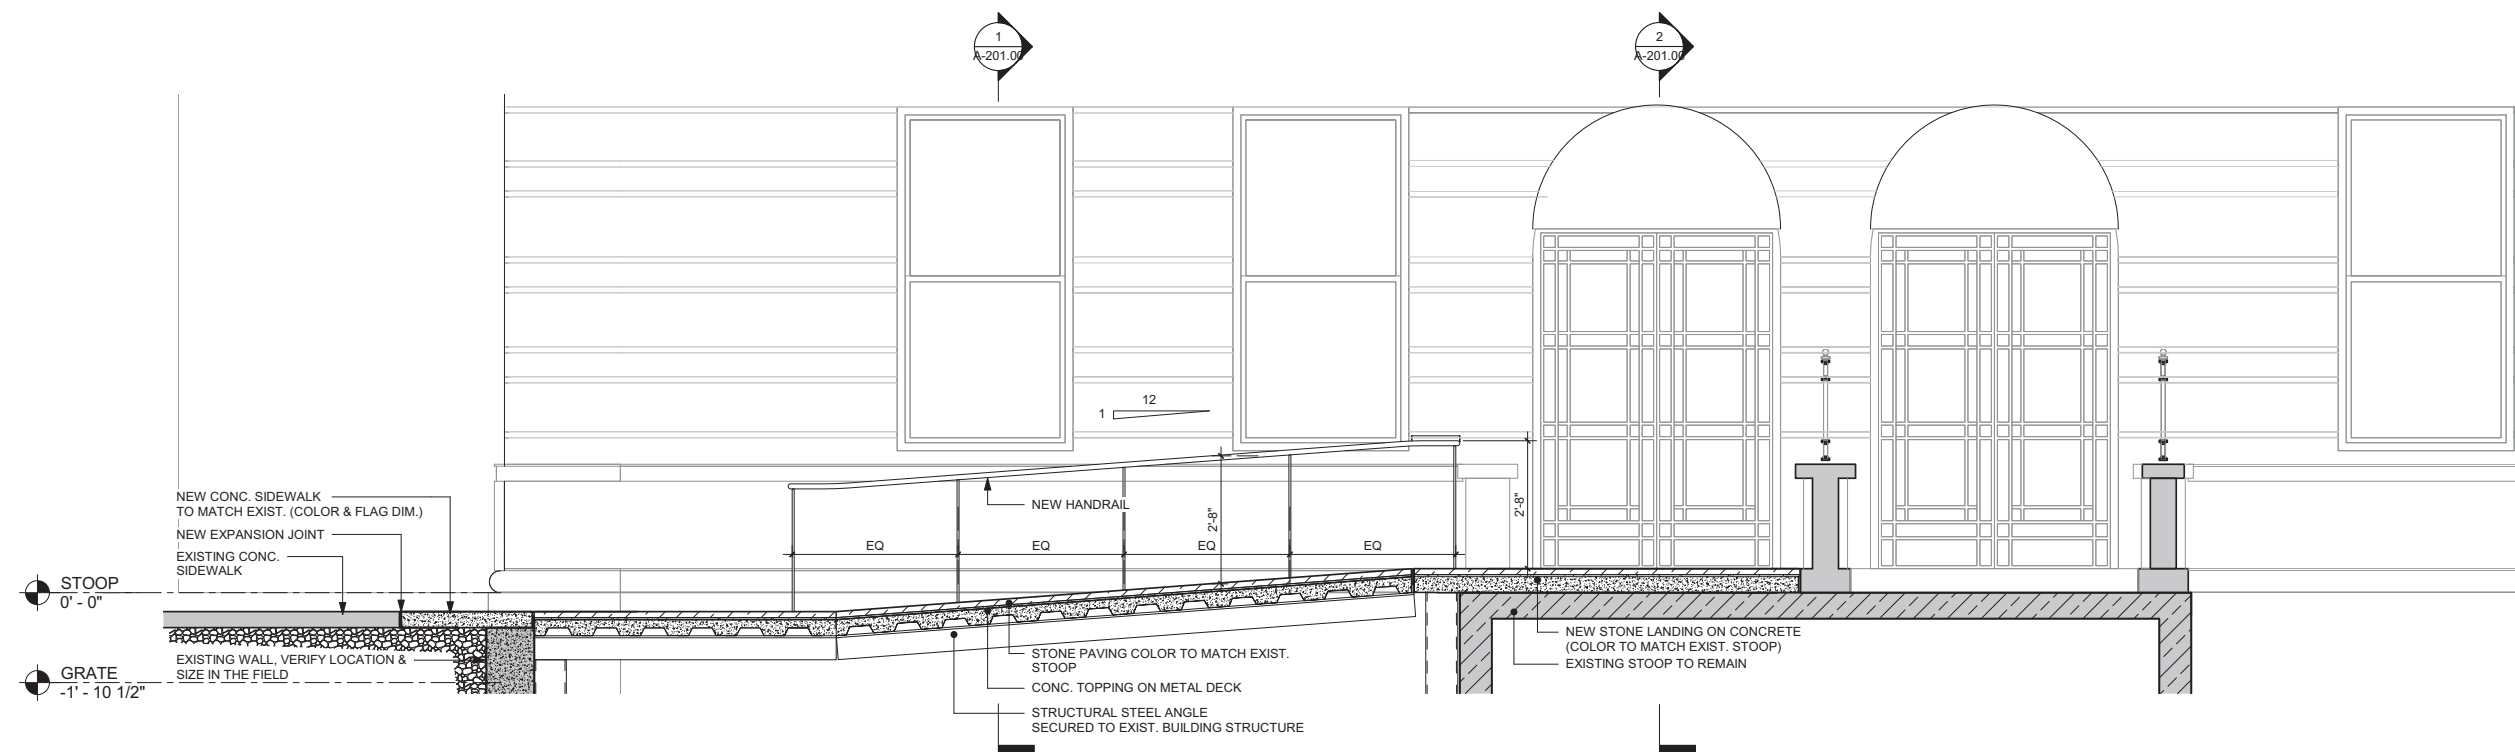 1
A-201.00
2
A-201.00
12
1
NEW CONC. SIDEWALK
TO MATCH EXIST. (COLOR & FLAG DIM.)
NEW EXPANSION JOINT
EXISTING CONC.
SIDEWALK
NEW HANDRAIL
2'-8"
2'-8"
EQ
EQ
EQ
EQ
STOOP
0' - 0"
GRATE
-1' - 10 1/2"
EXISTING WALL, VERIFY LOCATION &
SIZE IN THE FIELD
STONE PAVING COLOR TO MATCH EXIST.
STOOP
CONC. TOPPING ON METAL DECK
STRUCTURAL STEEL ANGLE
SECURED TO EXIST. BUILDING STRUCTURE
NEW STONE LANDING ON CONCRETE
(COLOR TO MATCH EXIST. STOOP)
EXISTING STOOP TO REMAIN